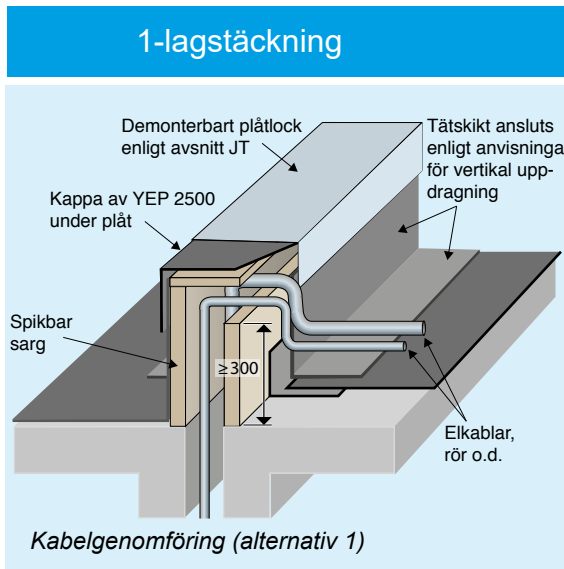 1-lagstäckning
Demonterbart plåtlock
enligt avsnitt JT
Tätskikt ansluts
enligt anvisninga
för vertikal upp-
dragning
Kappa av YEP 2500
under plåt
Spikbar
sarg
≥300
Elkablar,
rör o.d.
Kabelgenomföring (alternativ 1)